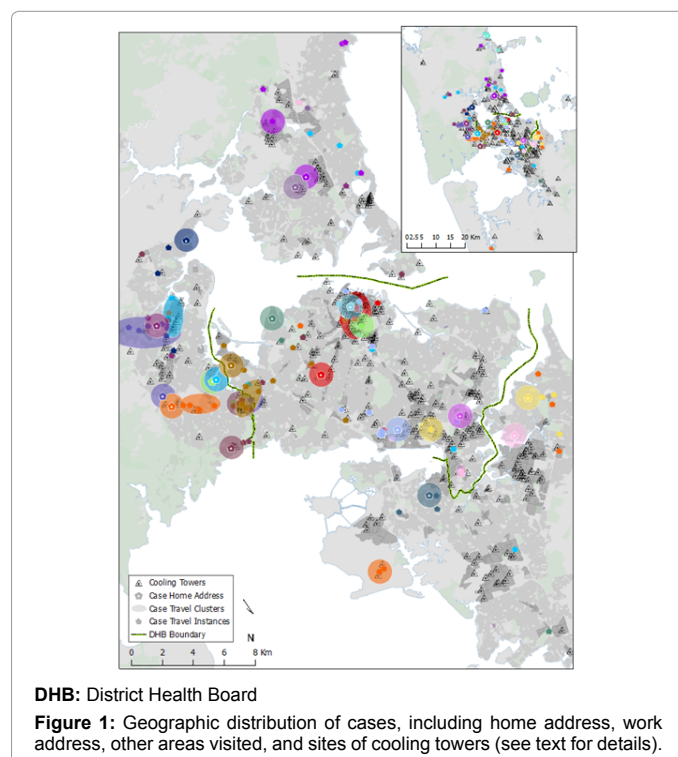 02.5 5 10 15 20 Km
Cooling Towers
Case Home Address
Case Travel Clusters
Case Travel Instances
DHB Boundary
N
0 2 4 6 8 Km
DHB: District Health Board
Figure 1: Geographic distribution of cases, including home address, work
address, other areas visited, and sites of cooling towers (see text for details).